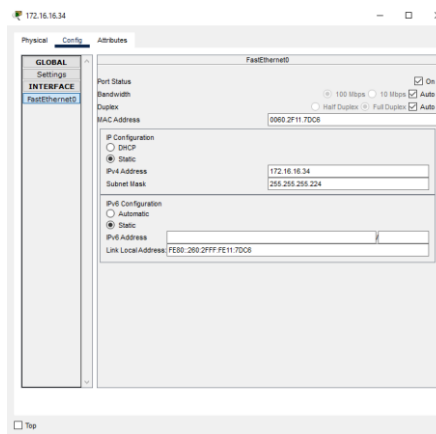 172.16.16.34
Physical Config Attributes
GLOBAL
Settings
INTERFACE
FastEthernet0
FastEthernet0
Port Status On
Bandwidth 100 Mbps 10 Mbps Auto
Duplex Half Duplex Full Duplex Auto
MAC Address 0060.2F11.7DC6
IP Configuration
DHCP
Static
IPv4 Address 172.16.16.34
Subnet Mask 255.255.255.224
IPv6 Configuration
Automatic
Static
IPv6 Address /
Link Local Address: FE80::260:2FFF:FE11:7DC6
Top